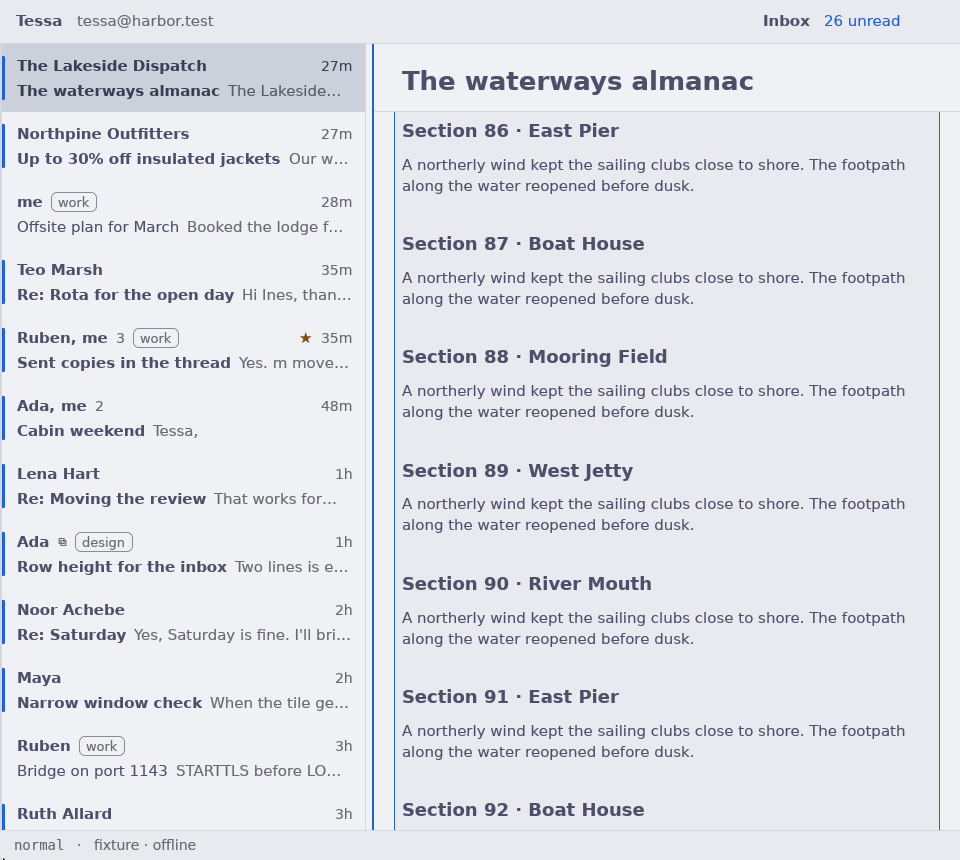 Tessa tessa@harbor.test
Inbox 26 unread
The Lakeside Dispatch 27m
The waterways almanac The Lakeside…
Northpine Outfitters 27m
Up to 30% off insulated jackets Our w…
me work 28m
Offsite plan for March Booked the lodge f…
Teo Marsh 35m
Re: Rota for the open day Hi Ines, than…
Ruben, me 3 work ★ 35m
Sent copies in the thread Yes. m move…
Ada, me 2 48m
Cabin weekend Tessa,
Lena Hart 1h
Re: Moving the review That works for…
Ada design 1h
Row height for the inbox Two lines is e…
Noor Achebe 2h
Re: Saturday Yes, Saturday is fine. I'll bri…
Maya 2h
Narrow window check When the tile ge…
Ruben work 3h
Bridge on port 1143 STARTTLS before LO…
Ruth Allard 3h
The waterways almanac
Section 86 · East Pier
A northerly wind kept the sailing clubs close to shore. The footpath
along the water reopened before dusk.
Section 87 · Boat House
A northerly wind kept the sailing clubs close to shore. The footpath
along the water reopened before dusk.
Section 88 · Mooring Field
A northerly wind kept the sailing clubs close to shore. The footpath
along the water reopened before dusk.
Section 89 · West Jetty
A northerly wind kept the sailing clubs close to shore. The footpath
along the water reopened before dusk.
Section 90 · River Mouth
A northerly wind kept the sailing clubs close to shore. The footpath
along the water reopened before dusk.
Section 91 · East Pier
A northerly wind kept the sailing clubs close to shore. The footpath
along the water reopened before dusk.
Section 92 · Boat House
normal · fixture · offline